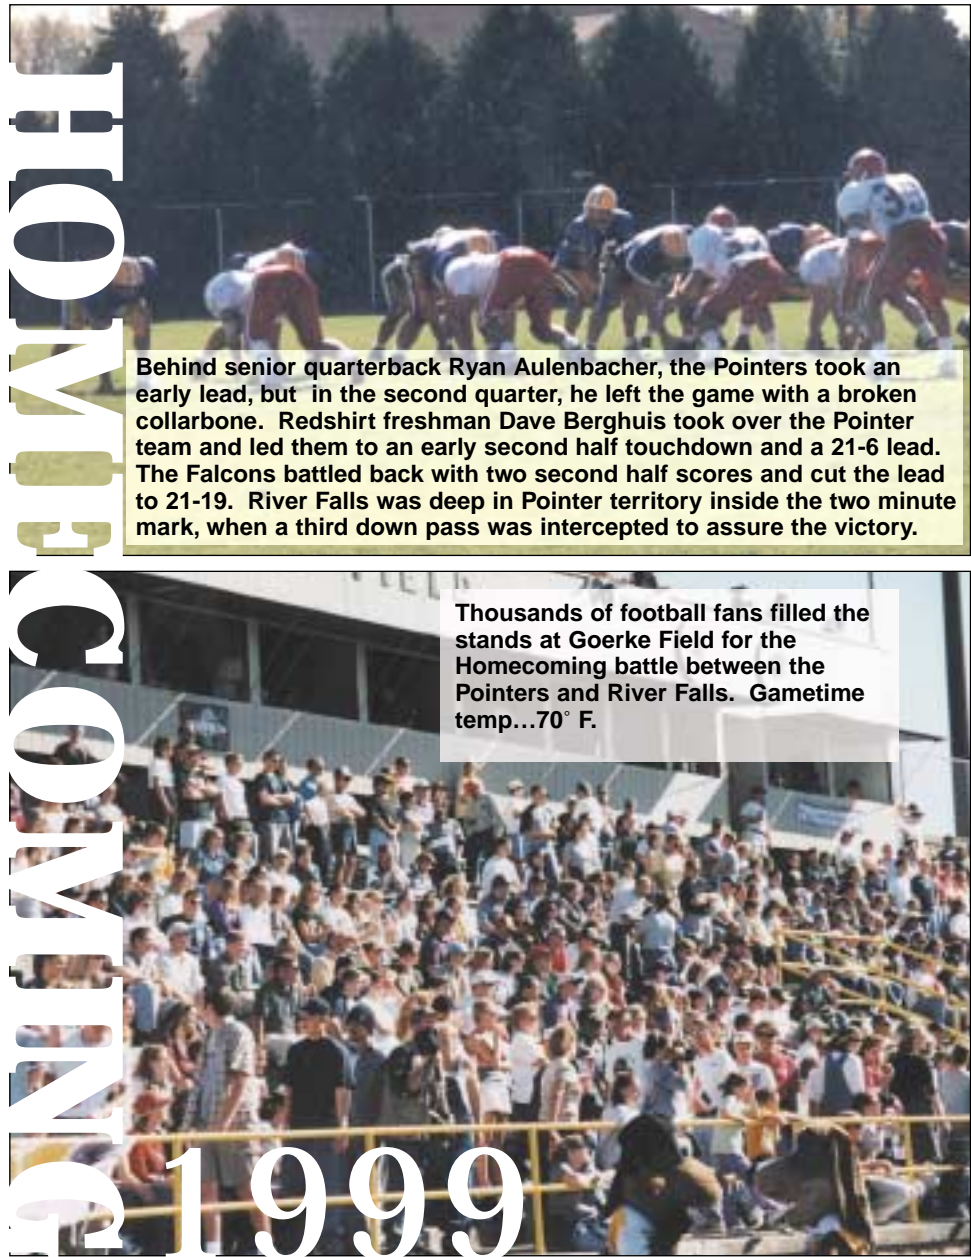 HOMECOMING
Behind senior quarterback Ryan Aulenbacher, the Pointers took an
early lead, but in the second quarter, he left the game with a broken
collarbone. Redshirt freshman Dave Berghuis took over the Pointer
team and led them to an early second half touchdown and a 21-6 lead.
The Falcons battled back with two second half scores and cut the lead
to 21-19. River Falls was deep in Pointer territory inside the two minute
mark, when a third down pass was intercepted to assure the victory.
Thousands of football fans filled the
stands at Goerke Field for the
Homecoming battle between the
Pointers and River Falls. Gametime
temp…70° F.
1999